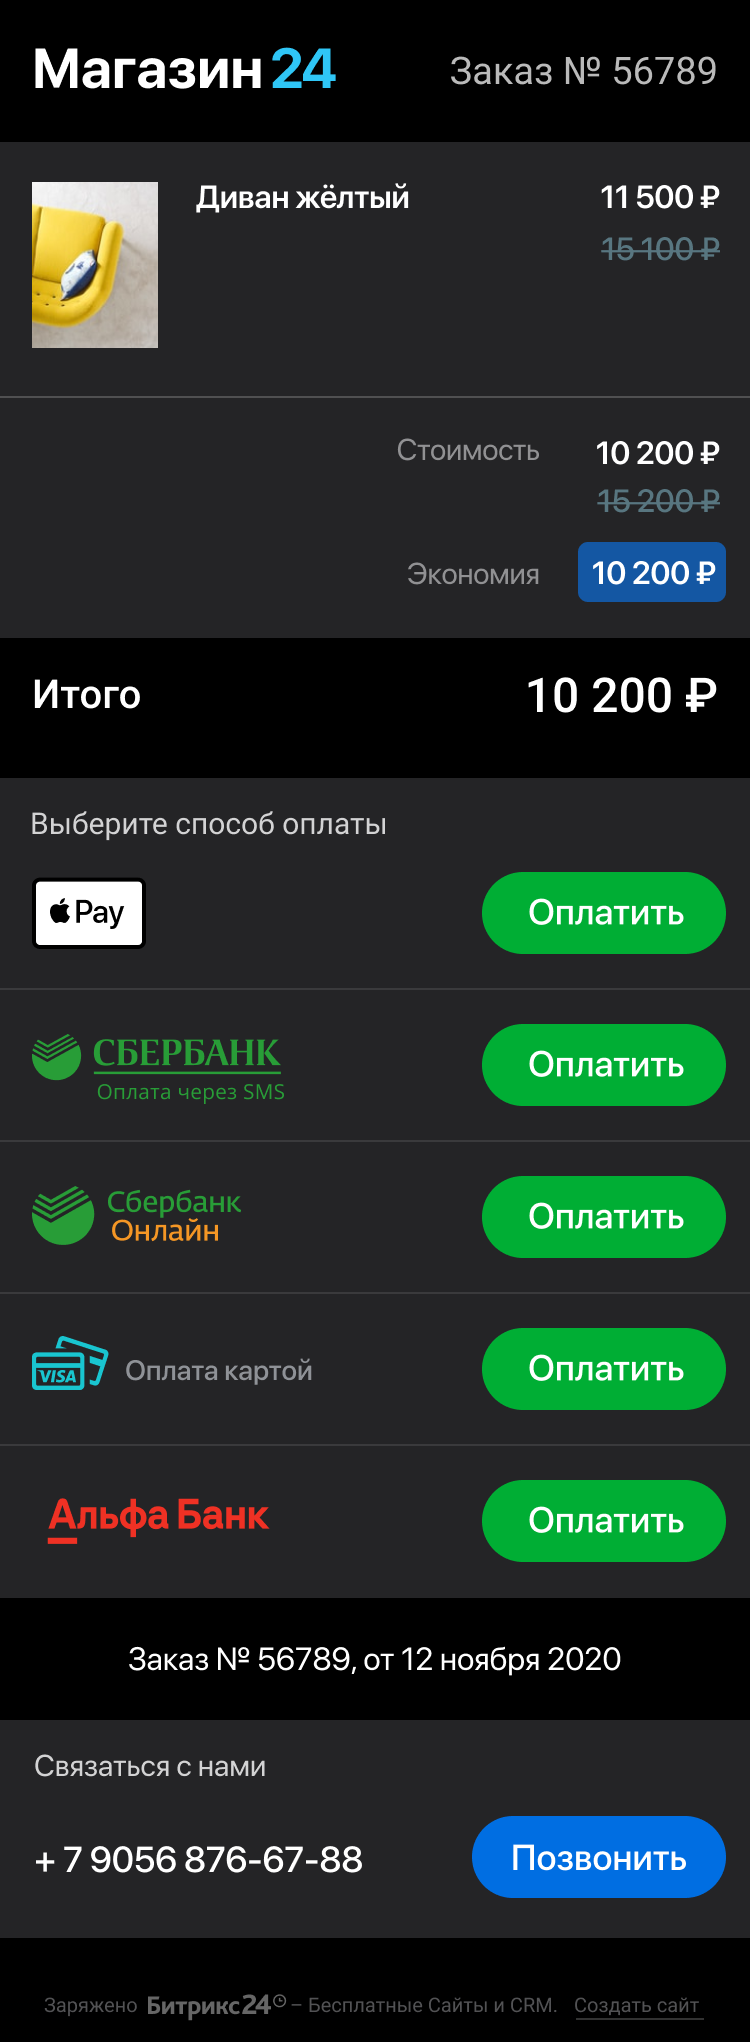 Магазин 24
Заказ № 56789
Диван жёлтый 11 500 ₽
15 100 ₽
Стоимость 10 200 ₽
15 200 ₽
Экономия 10 200 ₽
Итого 10 200 ₽
Выберите способ оплаты
Pay Оплатить
СБЕРБАНК
Оплата через SMS
Оплатить
Сбербанк
Онлайн
Оплатить
VISA Оплата картой Оплатить
Альфа Банк Оплатить
Заказ № 56789, от 12 ноября 2020
Связаться с нами
+ 7 9056 876-67-88 Позвонить
Заряжено Битрикс24 – Бесплатные Сайты и CRM. Создать сайт